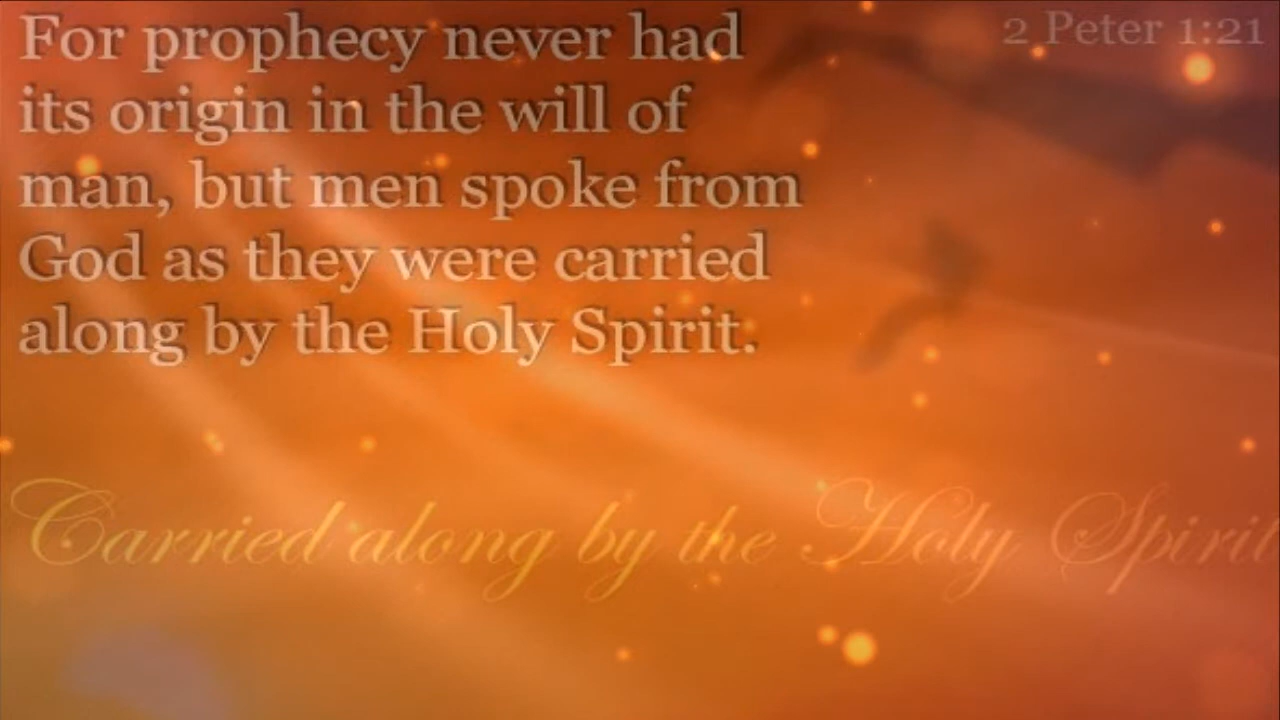 For prophecy never had
its origin in the will of
man, but men spoke from
God as they were carried
along by the Holy Spirit.
2 Peter 1:21
Carried along by the Holy Spirit